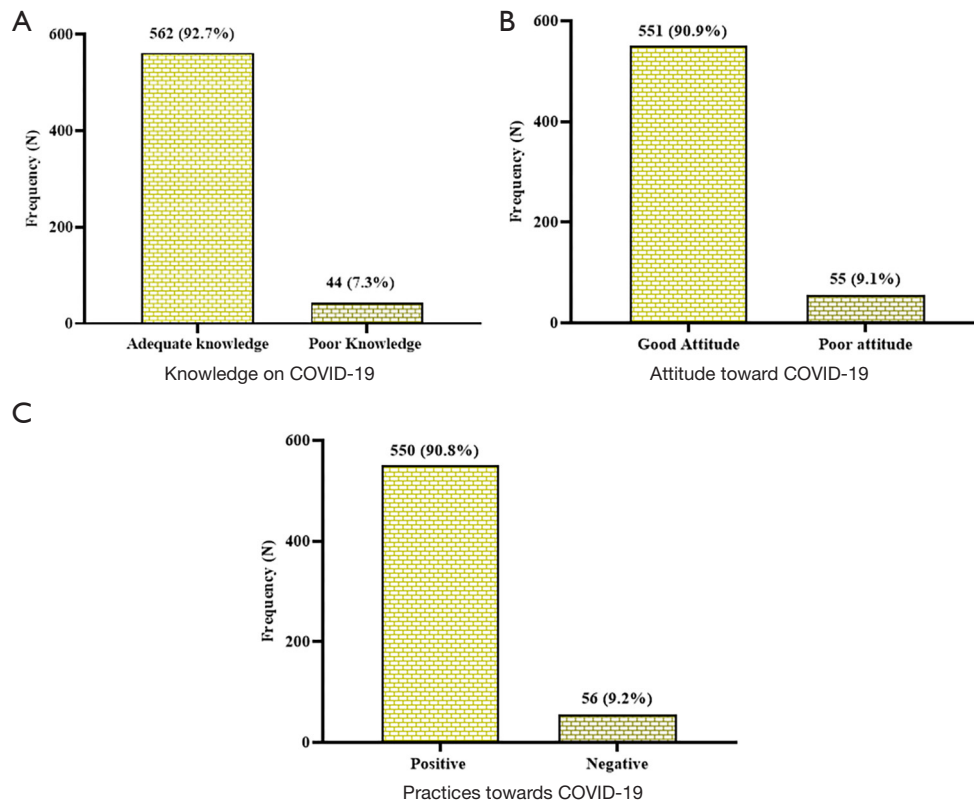 A
600
400
200
0
Frequency (N)
562 (92.7%)
44 (7.3%)
Adequate knowledge
Poor Knowledge
Knowledge on COVID-19
B
600
400
200
0
Frequency (N)
551 (90.9%)
55 (9.1%)
Good Attitude
Poor attitude
Attitude toward COVID-19
C
600
400
200
0
Frequency (N)
550 (90.8%)
56 (9.2%)
Positive
Negative
Practices towards COVID-19